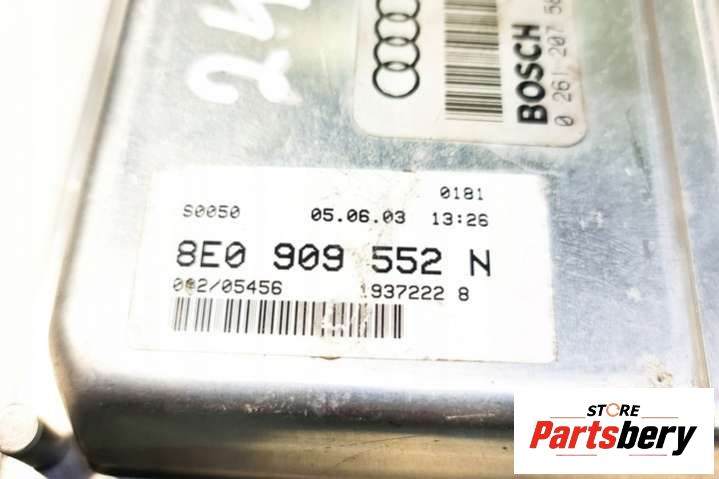 BOSCH
0 261 207
0181
S0050 05.06.03 13:26
8E0 909 552 N
002/05456 1937222 8
STORE
Partsbery